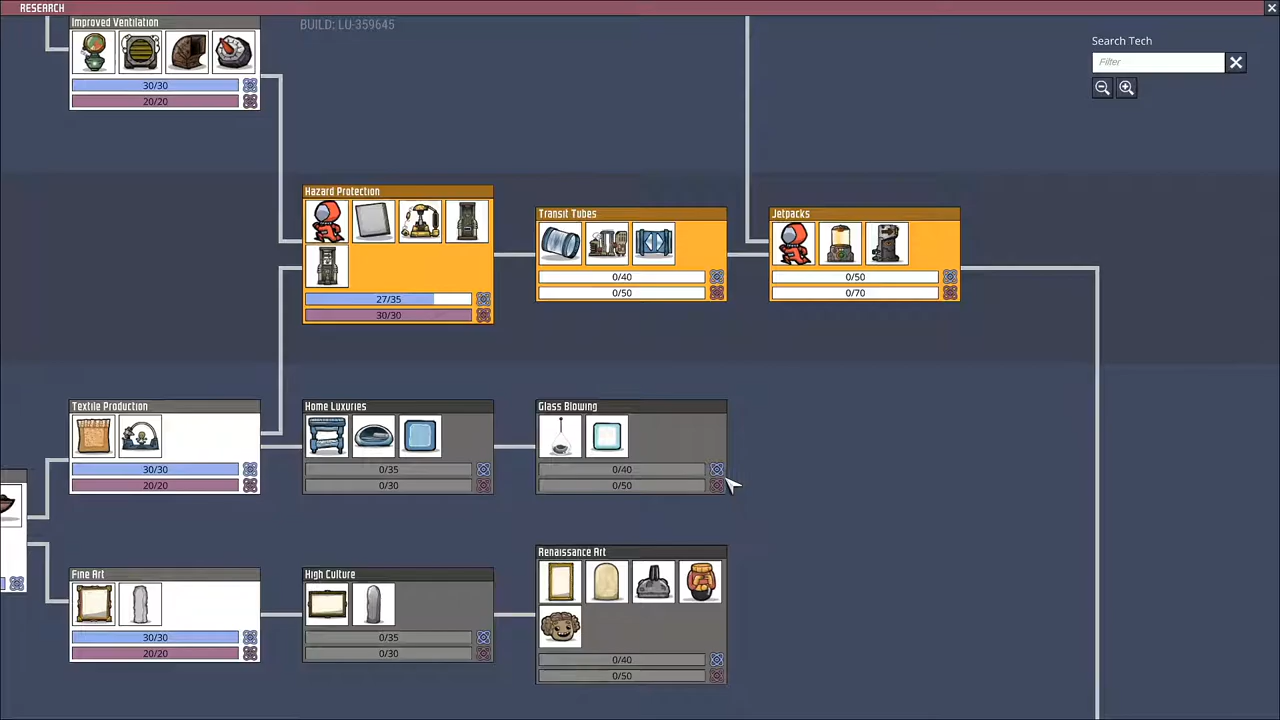 RESEARCH
BUILD: LU-359645
Search Tech
Filter
Improved Ventilation
30/30
20/20
Hazard Protection
27/35
30/30
Transit Tubes
0/40
0/50
Jetpacks
0/50
0/70
Textile Production
30/30
20/20
Home Luxuries
0/35
0/30
Glass Blowing
0/40
0/50
Fine Art
30/30
20/20
High Culture
0/35
0/30
Renaissance Art
0/40
0/50